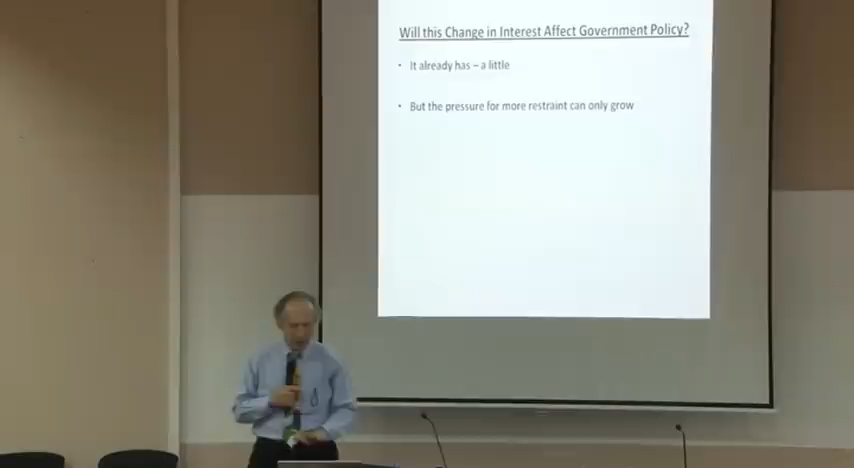 Will this Change in Interest Affect Government Policy?
• It already has – a little
• But the pressure for more restraint can only grow